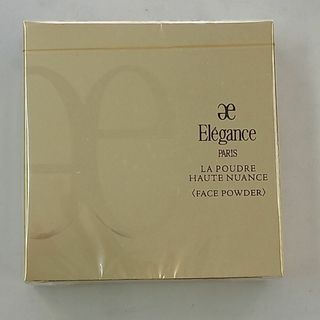 æ
Elégance
PARIS
LA POUDRE
HAUTE NUANCE
〈FACE POWDER〉